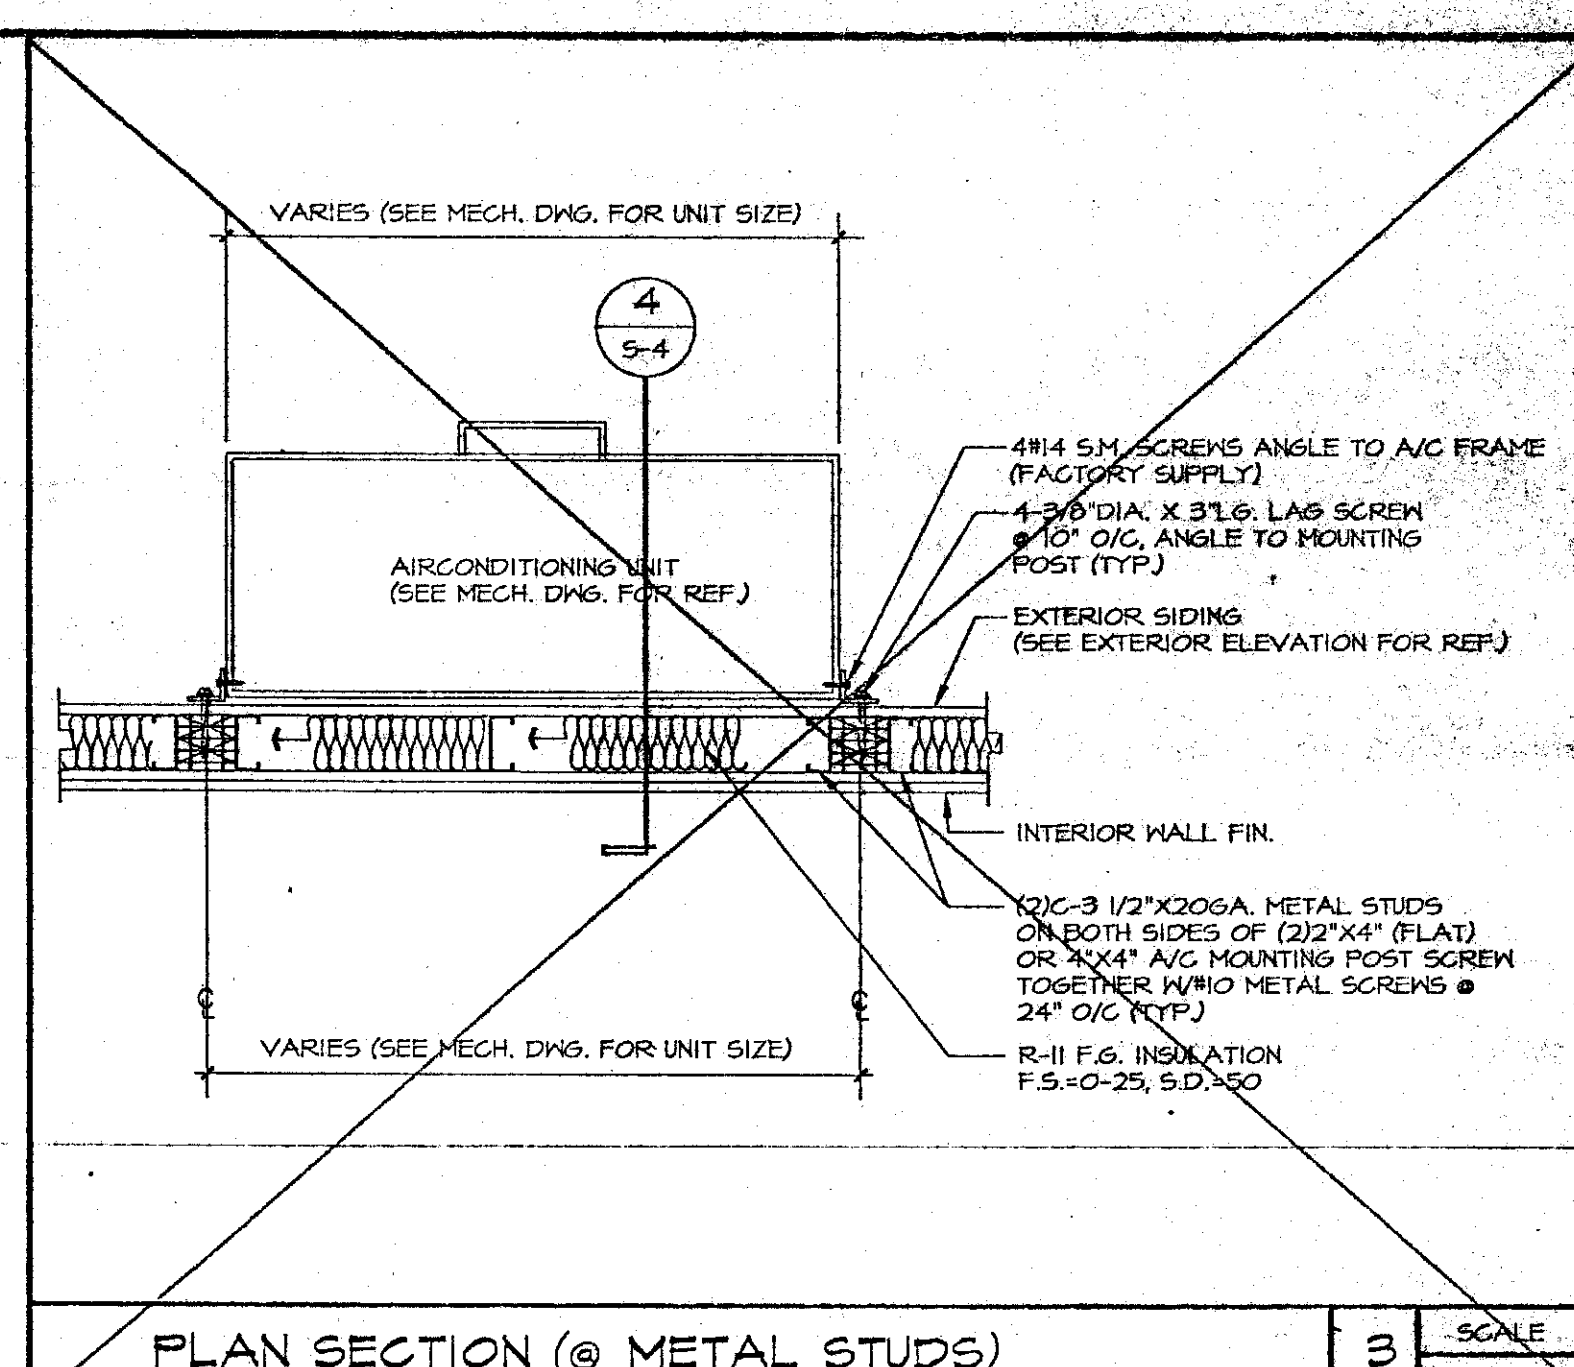 VARIES (SEE MECH. DWG. FOR UNIT SIZE)
4
S-4
4#14 S.M. SCREWS ANGLE TO A/C FRAME
(FACTORY SUPPLY)
4-3/8"DIA. X 3"LG. LAG SCREW
@ 10" O/C, ANGLE TO MOUNTING
POST (TYP.)
AIRCONDITIONING UNIT
(SEE MECH. DWG. FOR REF.)
EXTERIOR SIDING
(SEE EXTERIOR ELEVATION FOR REF.)
INTERIOR WALL FIN.
(2)C-3 1/2"X20GA. METAL STUDS
ON BOTH SIDES OF (2)2"X4" (FLAT)
OR 4"X4" A/C MOUNTING POST SCREW
TOGETHER W/#10 METAL SCREWS @
24" O/C (TYP.)
℄
℄
VARIES (SEE MECH. DWG. FOR UNIT SIZE)
R-11 F.G. INSULATION
F.S.=0-25, S.D.=50
PLAN SECTION (@ METAL STUDS)
3
SCALE